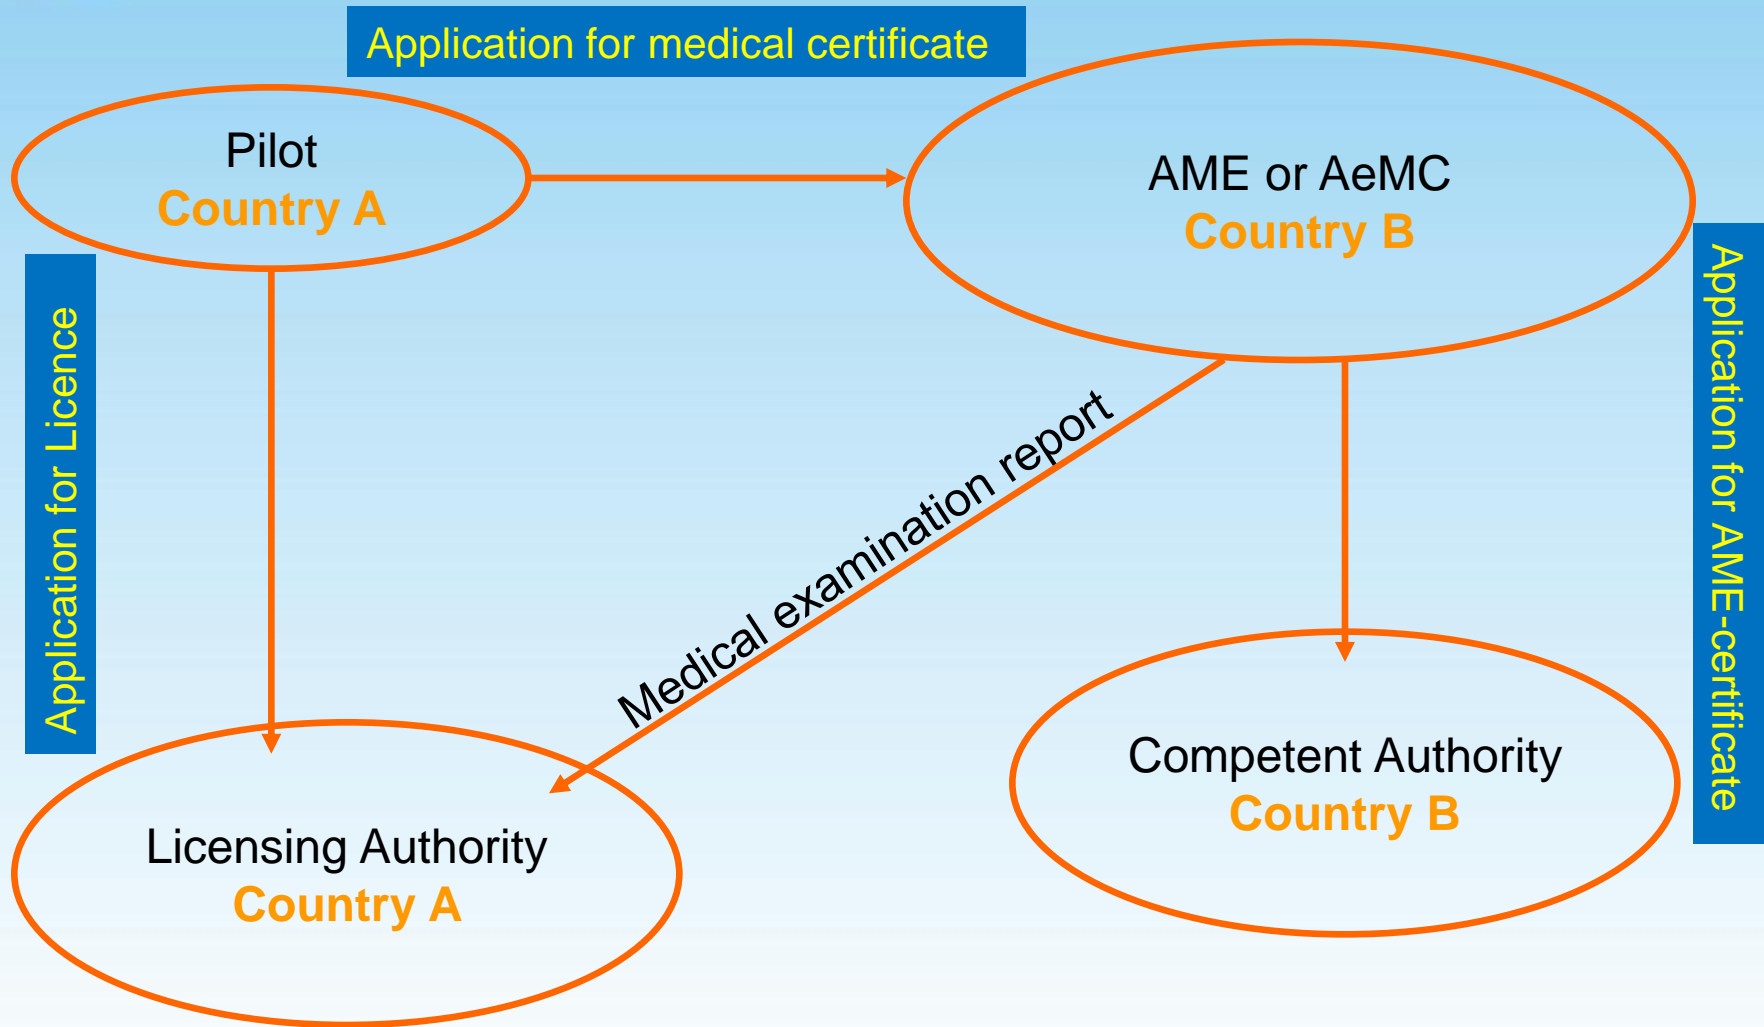 Application for medical certificate
Pilot
Country A
AME or AeMC
Country B
Application for Licence
Medical examination report
Application for AME-certificate
Licensing Authority
Country A
Competent Authority
Country B